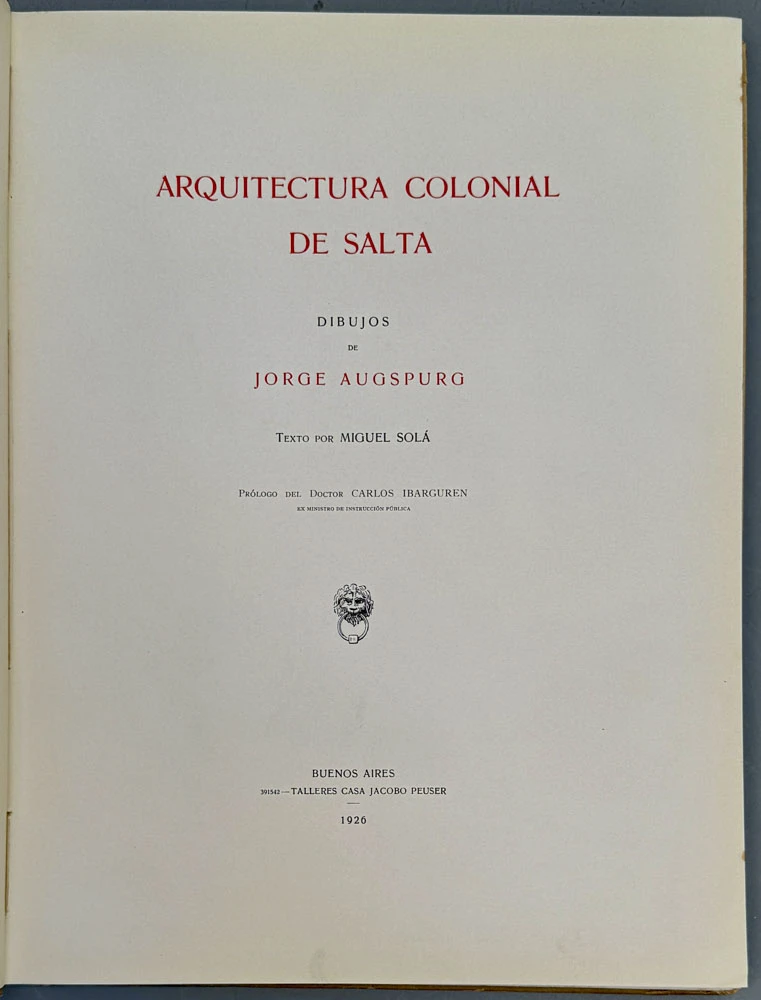 ARQUITECTURA COLONIAL
DE SALTA
DIBUJOS
DE
JORGE AUGSPURG
TEXTO POR MIGUEL SOLÁ
PRÓLOGO DEL DOCTOR CARLOS IBARGUREN
EX MINISTRO DE INSTRUCCIÓN PÚBLICA
BUENOS AIRES
391542—TALLERES CASA JACOBO PEUSER
1926